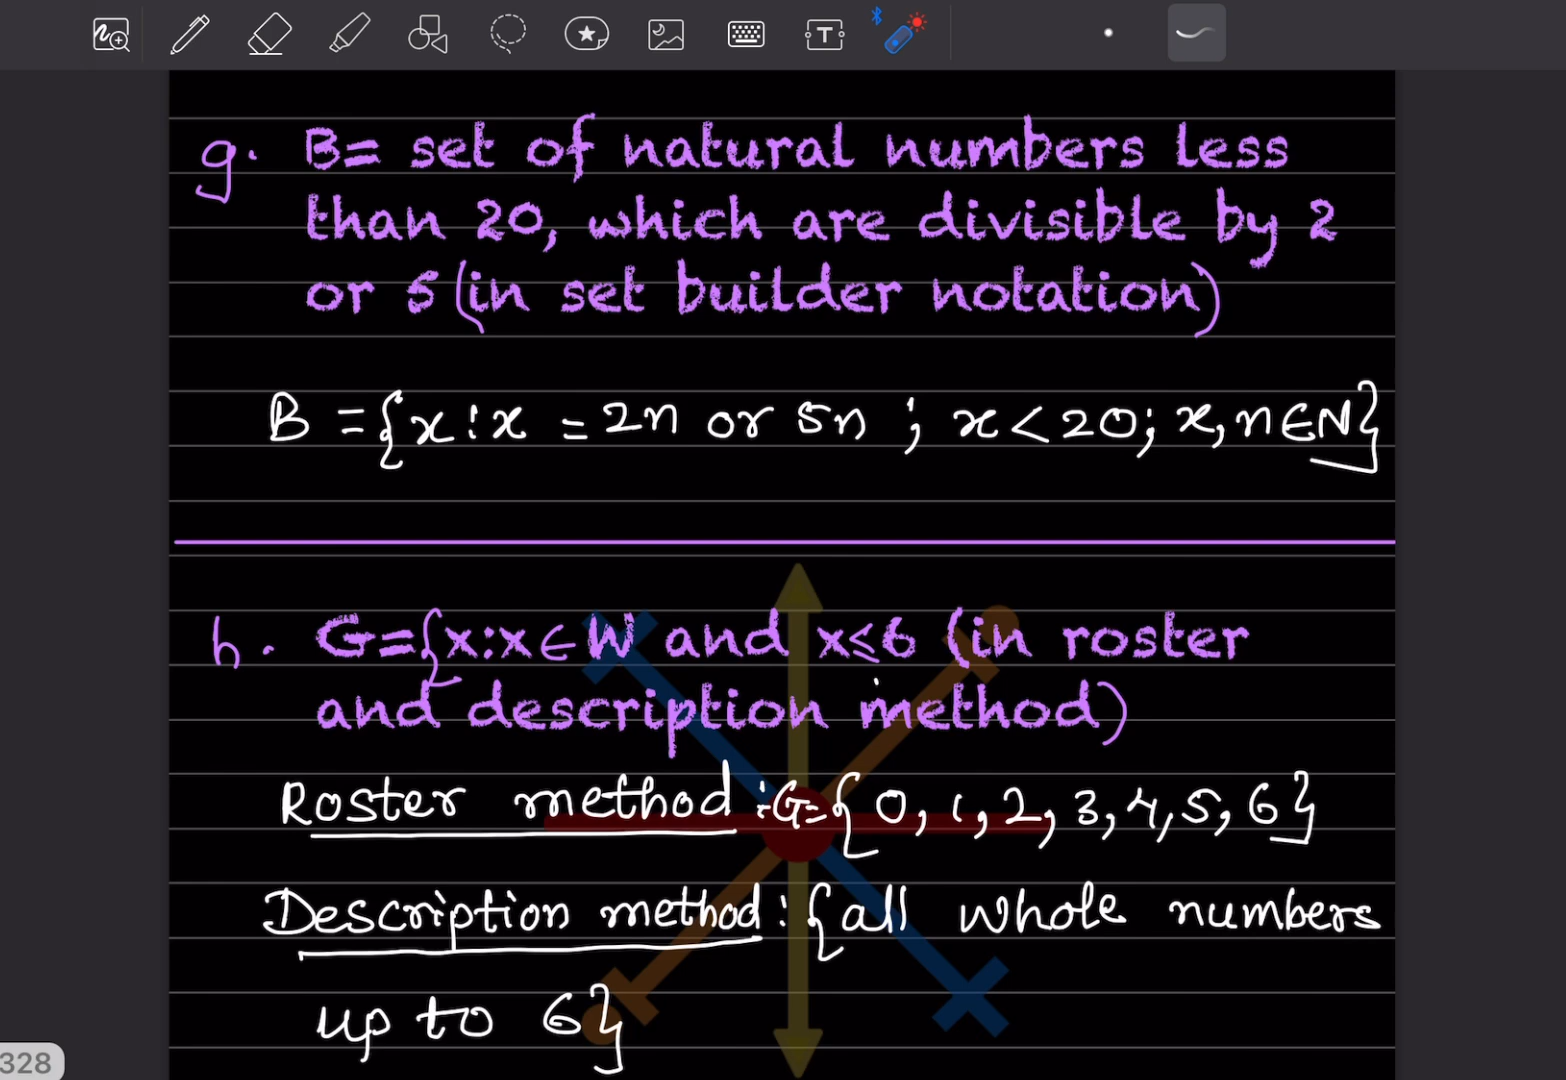 g. B= set of natural numbers less
than 20, which are divisible by 2
or 5 (in set builder notation)
B = {x : x = 2n or 5n ; x < 20; x, n ∈ N}
h. G={x:x∈W and x≤6 (in roster
and description method)
Roster method : G= {0, 1, 2, 3, 4, 5, 6}
Description method : {all whole numbers
up to 6}
328